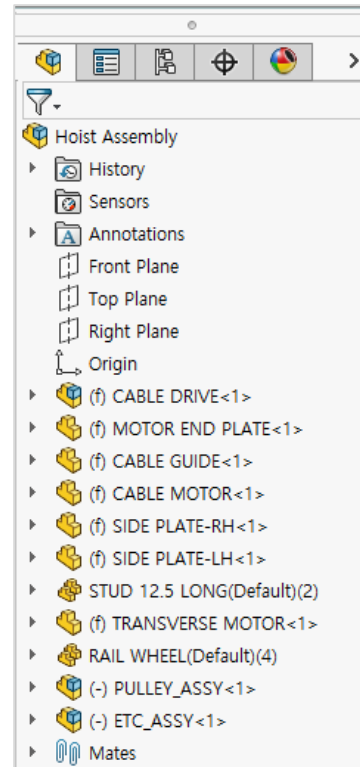 Hoist Assembly
History
Sensors
Annotations
Front Plane
Top Plane
Right Plane
Origin
(f) CABLE DRIVE<1>
(f) MOTOR END PLATE<1>
(f) CABLE GUIDE<1>
(f) CABLE MOTOR<1>
(f) SIDE PLATE-RH<1>
(f) SIDE PLATE-LH<1>
STUD 12.5 LONG(Default)(2)
(f) TRANSVERSE MOTOR<1>
RAIL WHEEL(Default)(4)
(-) PULLEY_ASSY<1>
(-) ETC_ASSY<1>
Mates